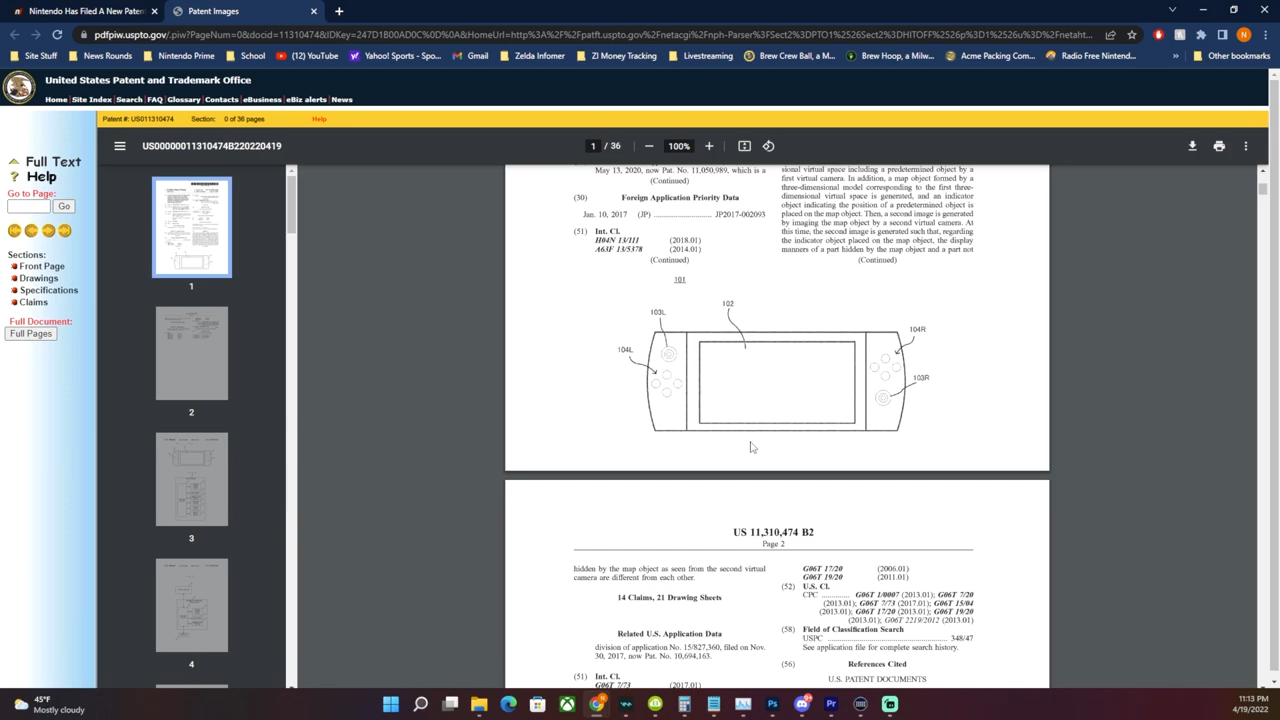 Nintendo Has Filed A New Patent
Patent Images
pdfpiw.uspto.gov/.piw?PageNum=0&docid=11310474&IDKey=247D1B00AD0C%0D%0A&HomeUrl=http%3A%2F%2Fpatft.uspto.gov%2Fnetacgi%2Fnph-Parser%3FSect2%3DPTO1%2526Sect2%3DHITOFF%2526p%3D1%2526u%3D%2Fnetaht...
Site Stuff
News Rounds
Nintendo Prime
School
(12) YouTube
Yahoo! Sports - Spo...
Gmail
Zelda Informer
ZI Money Tracking
Livestreaming
Brew Crew Ball, a M...
Brew Hoop, a Milw...
Acme Packing Com...
Radio Free Nintend...
»
Other bookmarks
United States Patent and Trademark Office
Home | Site Index | Search | FAQ | Glossary | Contacts | eBusiness | eBiz alerts | News
Patent #: US011310474
Section: 0 of 36 pages
Help
US00000011310474B220220419
1 / 36
100%
Full Text
? Help
Go to Page:
Go
Sections:
Front Page
Drawings
Specifications
Claims
Full Document:
Full Pages
1
2
3
4
May 13, 2020, now Pat. No. 11,050,989, which is a
(Continued)
(30) Foreign Application Priority Data
Jan. 10, 2017 (JP) ........................ JP2017-002093
(51) Int. Cl.
H04N 13/111 (2018.01)
A63F 13/5378 (2014.01)
(Continued)
sional virtual space including a predetermined object by a
first virtual camera. In addition, a map object formed by a
three-dimensional model corresponding to the first three-
dimensional virtual space is generated, and an indicator
object indicating the position of a predetermined object is
placed on the map object. Then, a second image is generated
by imaging the map object by a second virtual camera. At
this time, the second image is generated such that, regarding
the indicator object placed on the map object, the display
manners of a part hidden by the map object and a part not
(Continued)
101
102
103L
104L
104R
103R
US 11,310,474 B2
Page 2
hidden by the map object as seen from the second virtual
camera are different from each other.
14 Claims, 21 Drawing Sheets
Related U.S. Application Data
division of application No. 15/827,360, filed on Nov.
30, 2017, now Pat. No. 10,694,163.
(51) Int. Cl.
G06T 7/73 (2017.01)
G06T 17/20 (2006.01)
G06T 19/20 (2011.01)
(52) U.S. Cl.
CPC .............. G06T 1/0007 (2013.01); G06T 7/20
(2013.01); G06T 7/73 (2017.01); G06T 15/04
(2013.01); G06T 17/20 (2013.01); G06T 19/20
(2013.01); G06T 2219/2012 (2013.01)
(58) Field of Classification Search
USPC .......................................................... 348/47
See application file for complete search history.
(56) References Cited
U.S. PATENT DOCUMENTS
45°F
Mostly cloudy
11:13 PM
4/19/2022